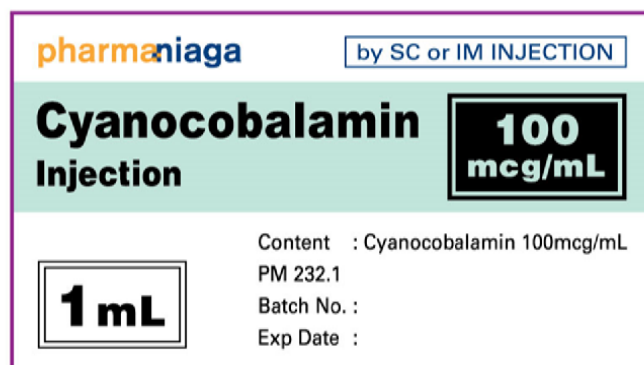 pharmaniaga
by SC or IM INJECTION
Cyanocobalamin
Injection
100
mcg/mL
1 mL
Content : Cyanocobalamin 100mcg/mL
PM 232.1
Batch No. :
Exp Date :